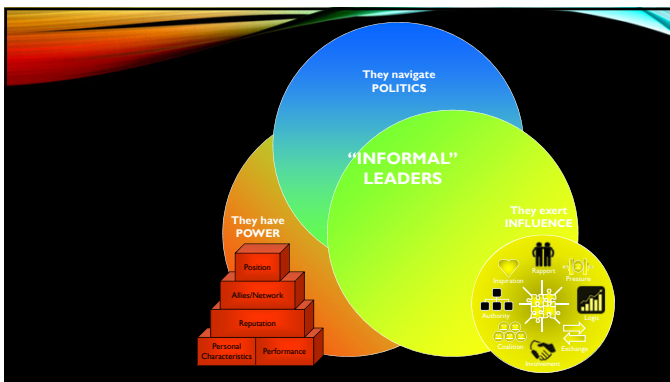 They navigate
POLITICS
“INFORMAL”
LEADERS
They have
POWER
They exert
INFLUENCE
Position
Allies/Network
Reputation
Personal
Characteristics
Performance
Rapport
Inspiration
Pressure
Authority
Logic
Coalition
Exchange
Involvement